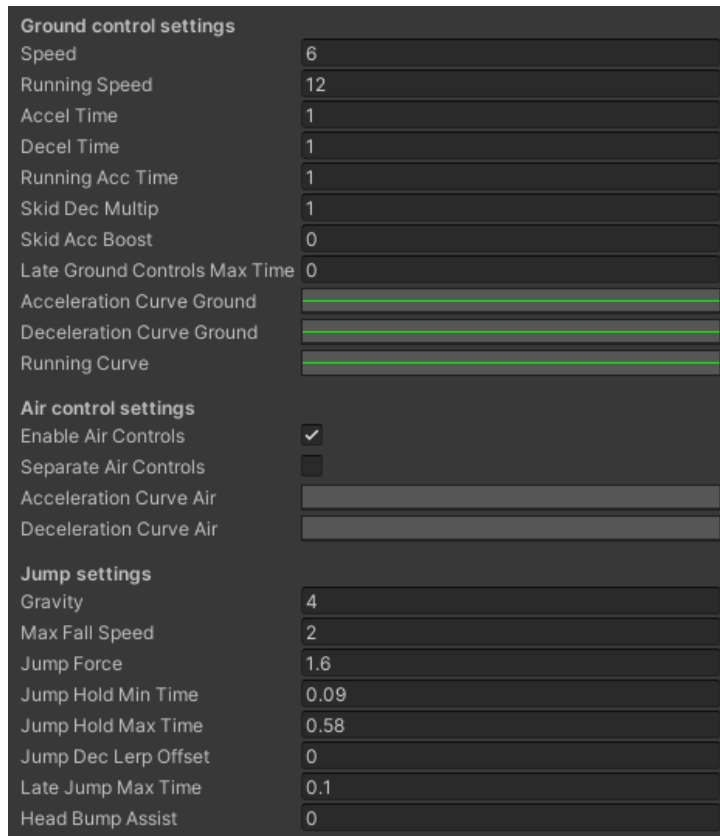 Ground control settings
Speed 6
Running Speed 12
Accel Time 1
Decel Time 1
Running Acc Time 1
Skid Dec Multip 1
Skid Acc Boost 0
Late Ground Controls Max Time 0
Acceleration Curve Ground
Deceleration Curve Ground
Running Curve
Air control settings
Enable Air Controls
Separate Air Controls
Acceleration Curve Air
Deceleration Curve Air
Jump settings
Gravity 4
Max Fall Speed 2
Jump Force 1.6
Jump Hold Min Time 0.09
Jump Hold Max Time 0.58
Jump Dec Lerp Offset 0
Late Jump Max Time 0.1
Head Bump Assist 0